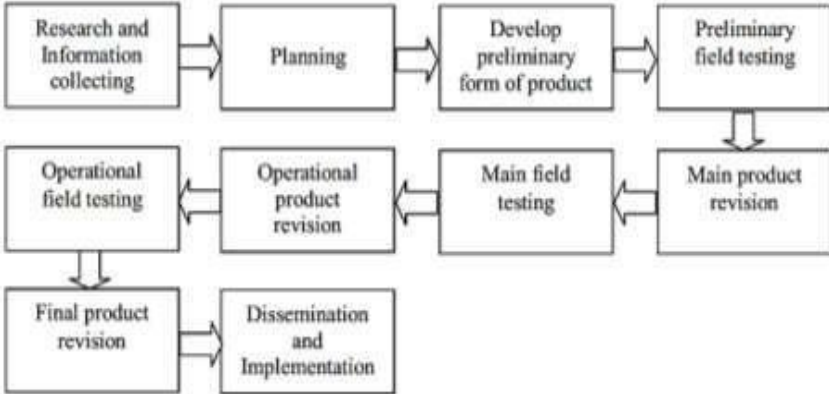 Research and
Information
collecting
Planning
Develop
preliminary
form of product
Preliminary
field testing
Main product
revision
Main field
testing
Operational
product
revision
Operational
field testing
Final product
revision
Dissemination
and
Implementation